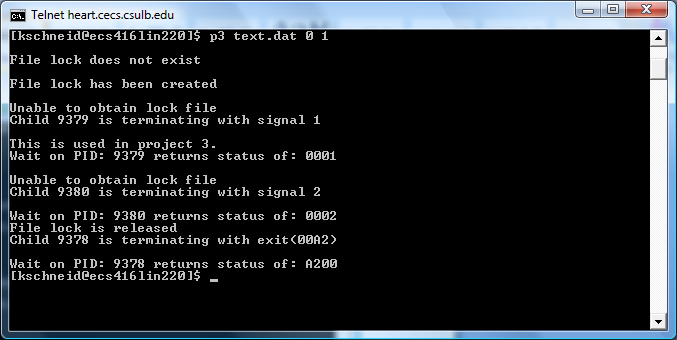 Telnet heart.cecs.csulb.edu
[kschneid@ecs416lin220]$ p3 text.dat 0 1
File lock does not exist
File lock has been created
Unable to obtain lock file
Child 9379 is terminating with signal 1
This is used in project 3.
Wait on PID: 9379 returns status of: 0001
Unable to obtain lock file
Child 9380 is terminating with signal 2
Wait on PID: 9380 returns status of: 0002
File lock is released
Child 9378 is terminating with exit(00A2)
Wait on PID: 9378 returns status of: A200
[kschneid@ecs416lin220]$ _